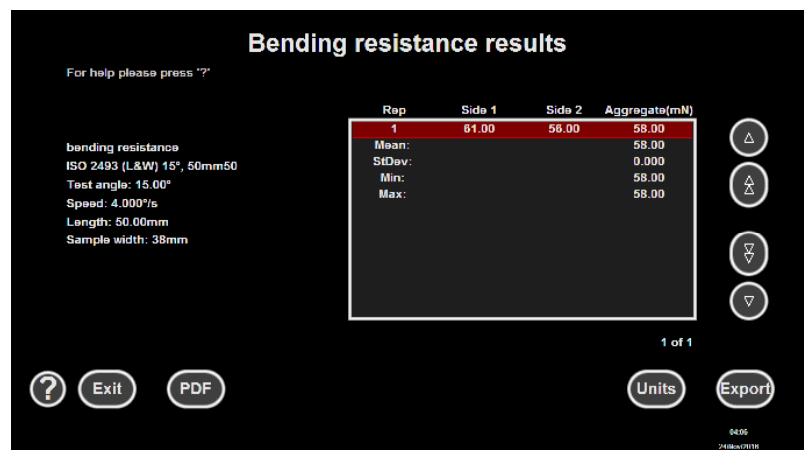 Bending resistance results
For help please press '?'
Rep Side 1 Side 2 Aggregate(mN)
1 61.00 56.00 58.00
Mean: 58.00
StDev: 0.000
Min: 58.00
Max: 58.00
bending resistance
ISO 2493 (L&W) 15°, 50mm50
Test angle: 15.00°
Speed: 4.000°/s
Length: 50.00mm
Sample width: 38mm
1 of 1
? Exit PDF Units Export
04:06